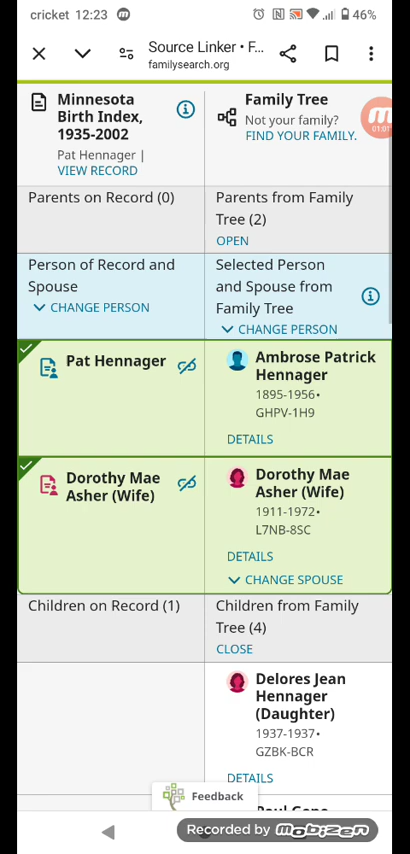 cricket 12:23
46%
Source Linker • F...
familysearch.org
Minnesota
Birth Index,
1935-2002
Pat Hennager |
VIEW RECORD
Family Tree
Not your family?
FIND YOUR FAMILY.
01:01
Parents on Record (0)
Parents from Family
Tree (2)
OPEN
Person of Record and
Spouse
CHANGE PERSON
Selected Person
and Spouse from
Family Tree
CHANGE PERSON
Pat Hennager
Ambrose Patrick
Hennager
1895-1956•
GHPV-1H9
DETAILS
Dorothy Mae
Asher (Wife)
Dorothy Mae
Asher (Wife)
1911-1972•
L7NB-8SC
DETAILS
CHANGE SPOUSE
Children on Record (1)
Children from Family
Tree (4)
CLOSE
Delores Jean
Hennager
(Daughter)
1937-1937•
GZBK-BCR
DETAILS
Feedback
Recorded by mobizen